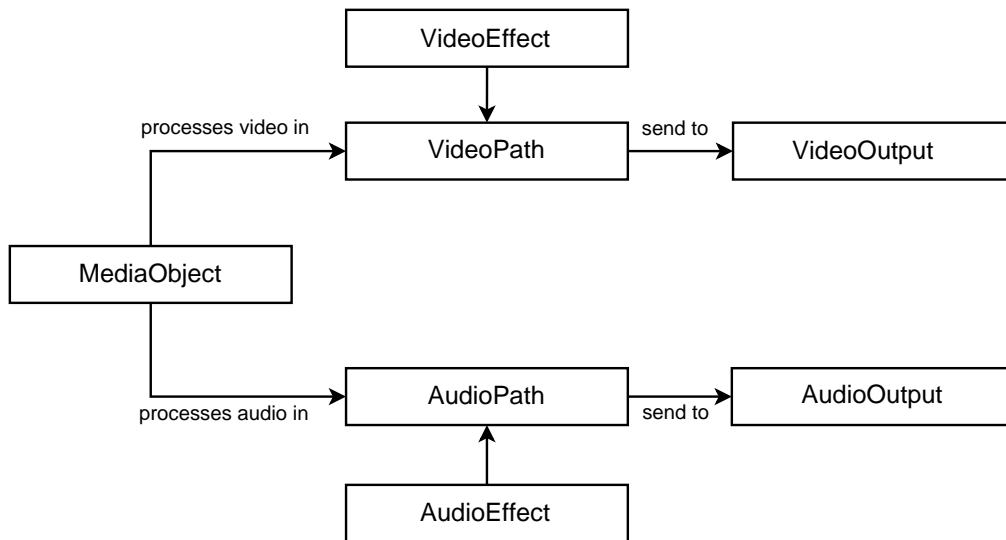 VideoEffect
processes video in
VideoPath
send to
VideoOutput
MediaObject
processes audio in
AudioPath
send to
AudioOutput
AudioEffect